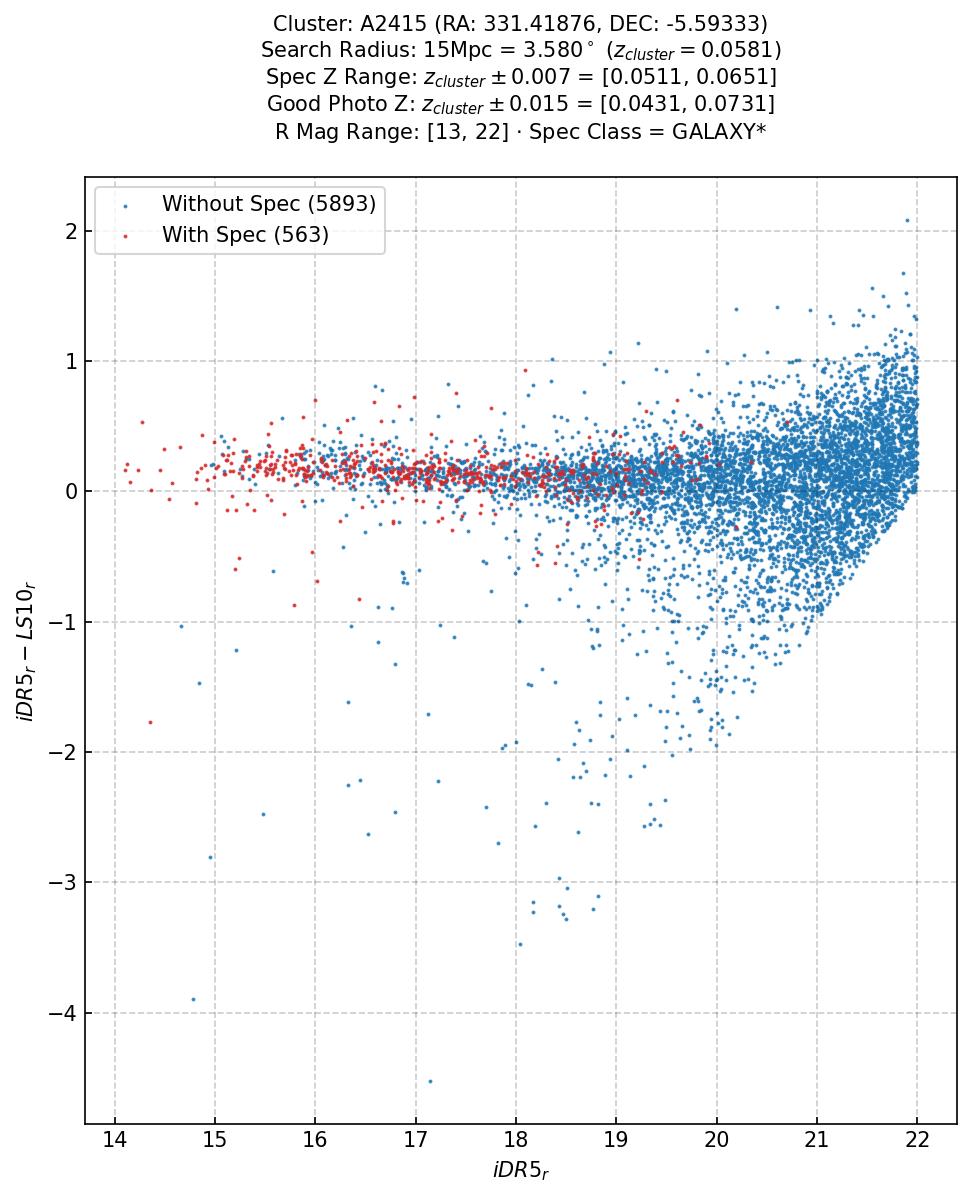 Cluster: A2415 (RA: 331.41876, DEC: -5.59333)
Search Radius: 15Mpc = 3.580° (z_cluster = 0.0581)
Spec Z Range: z_cluster ± 0.007 = [0.0511, 0.0651]
Good Photo Z: z_cluster ± 0.015 = [0.0431, 0.0731]
R Mag Range: [13, 22] · Spec Class = GALAXY*
Without Spec (5893)
With Spec (563)
2
1
0
−1
−2
−3
−4
iDR5_r − LS10_r
14 15 16 17 18 19 20 21 22
iDR5_r